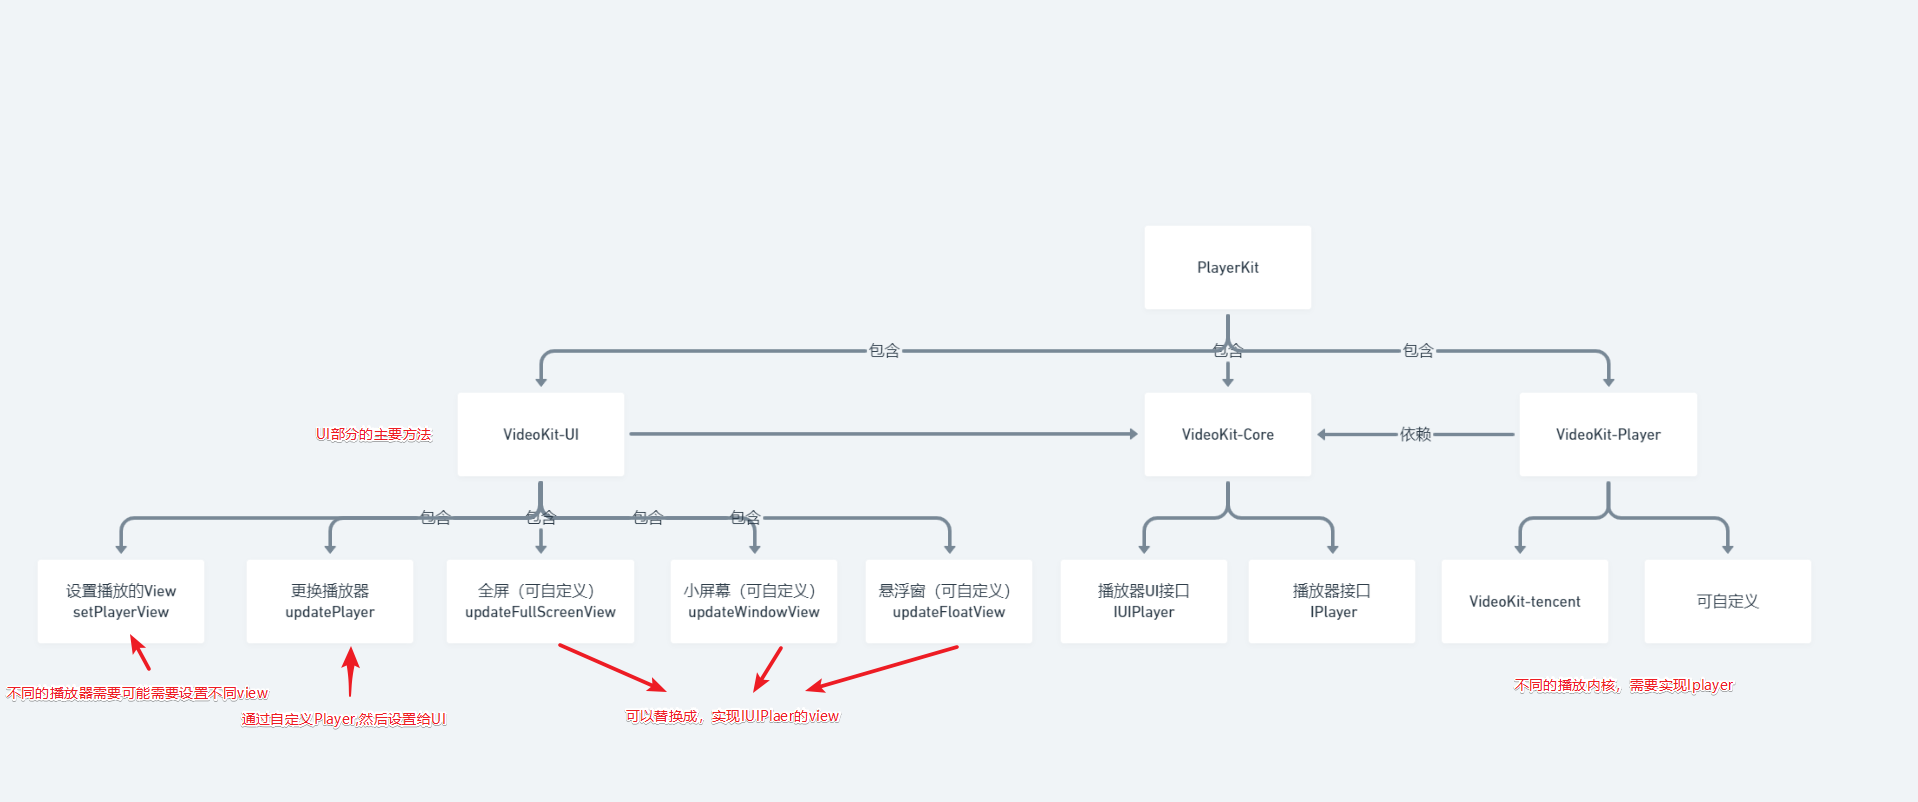 PlayerKit
包含
包含
包含
UI部分的主要方法
VideoKit-UI
VideoKit-Core
依赖
VideoKit-Player
包含
包含
包含
包含
设置播放的View
setPlayerView
更换播放器
updatePlayer
全屏（可自定义）
updateFullScreenView
小屏幕（可自定义）
updateWindowView
悬浮窗（可自定义）
updateFloatView
播放器UI接口
IUIPlayer
播放器接口
IPlayer
VideoKit-tencent
可自定义
不同的播放器需要可能需要设置不同view
通过自定义Player,然后设置给UI
可以替换成，实现IUIPlaer的view
不同的播放内核，需要实现Iplayer